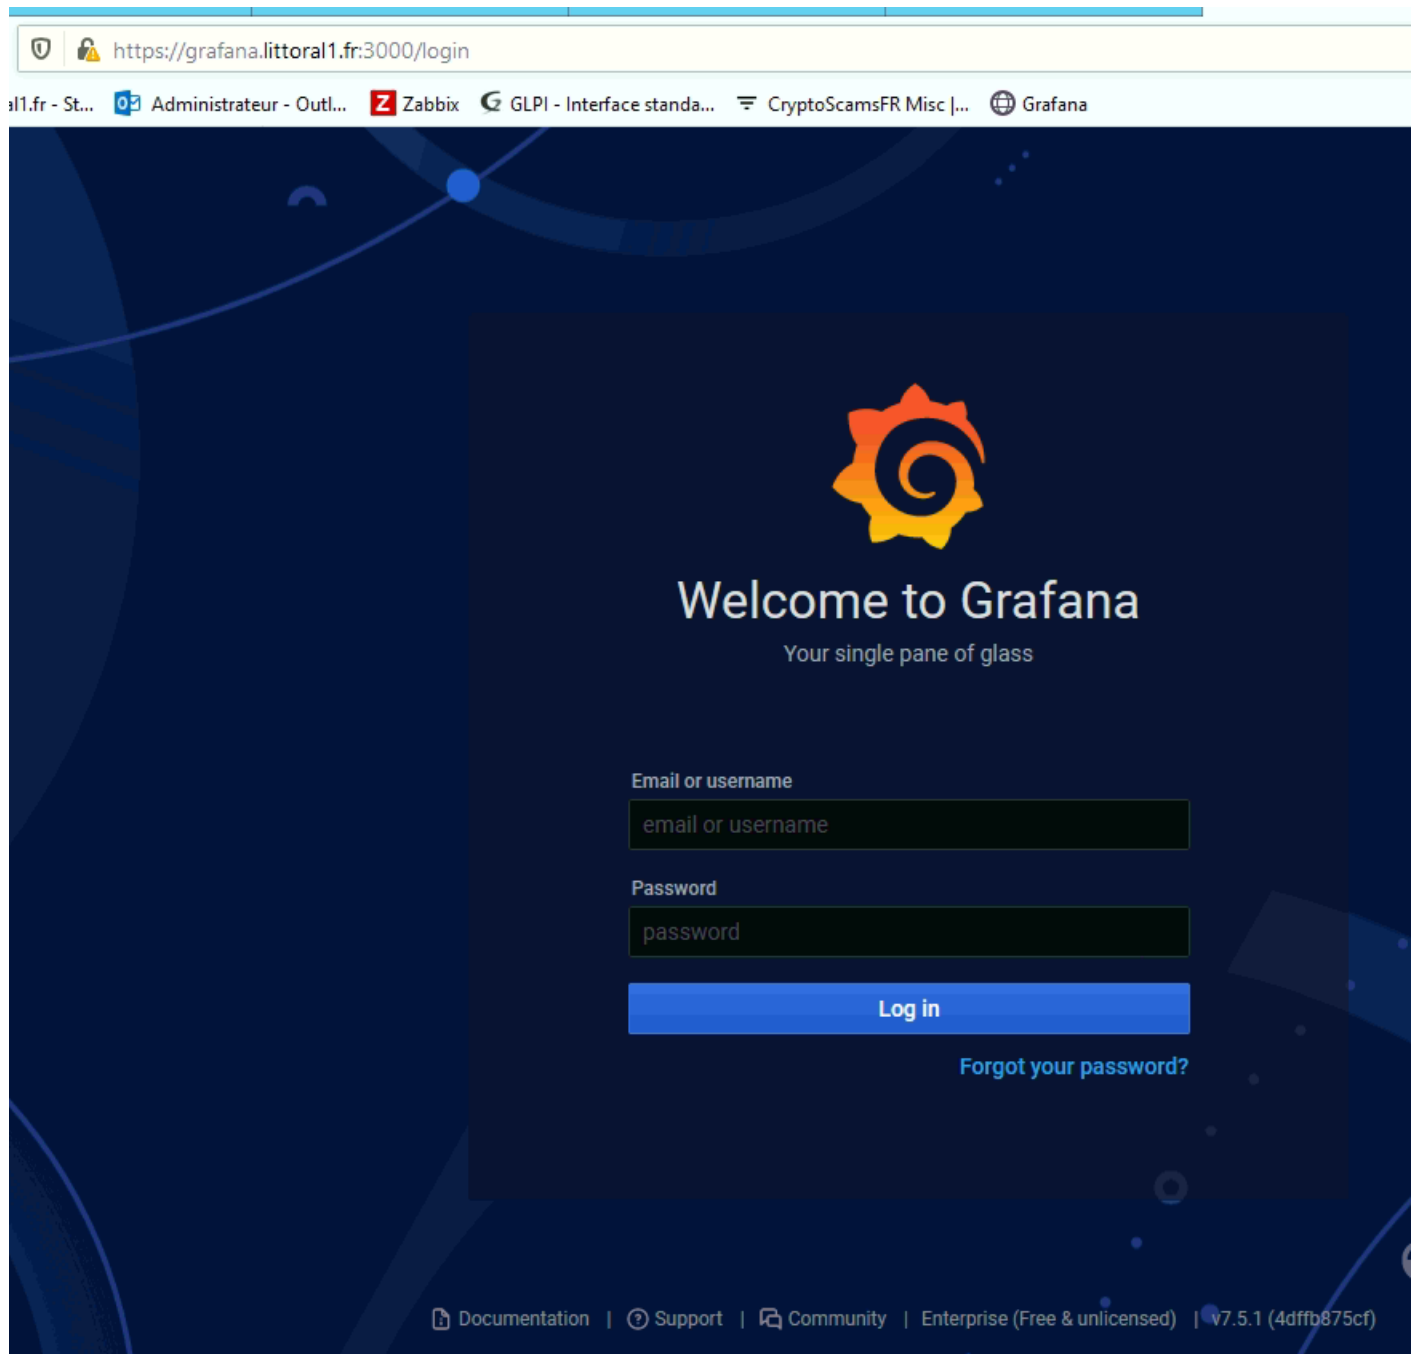 https://grafana.littoral1.fr:3000/login
al1.fr - St... Administrateur - Outl... Zabbix GLPI - Interface standa... CryptoScamsFR Misc |... Grafana
Welcome to Grafana
Your single pane of glass
Email or username
email or username
Password
password
Log in
Forgot your password?
Documentation | Support | Community | Enterprise (Free & unlicensed) | v7.5.1 (4dffb875cf)